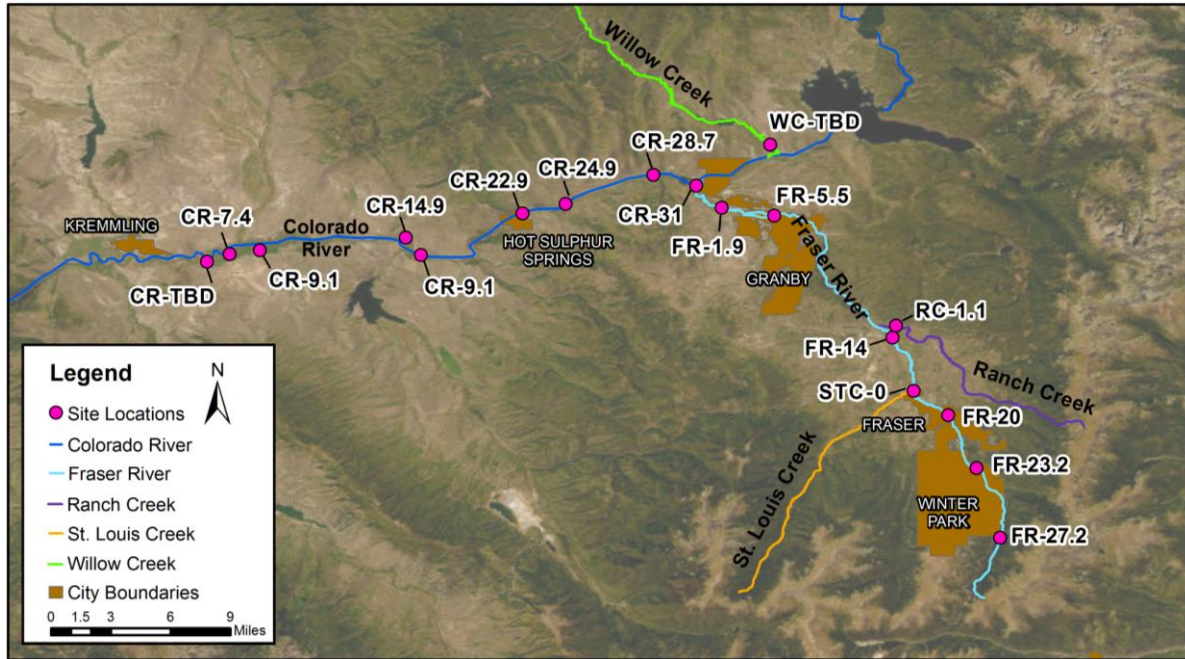 Willow Creek
WC-TBD
CR-28.7
CR-24.9
CR-22.9
CR-31
FR-5.5
FR-1.9
CR-14.9
CR-7.4
KREMMLING
Colorado
River
HOT SULPHUR
SPRINGS
CR-9.1
CR-9.1
CR-TBD
GRANBY
Fraser River
RC-1.1
FR-14
Ranch Creek
STC-0
FRASER
FR-20
St. Louis Creek
FR-23.2
WINTER
PARK
FR-27.2
Legend
N
Site Locations
Colorado River
Fraser River
Ranch Creek
St. Louis Creek
Willow Creek
City Boundaries
0 1.5 3 6 9
Miles